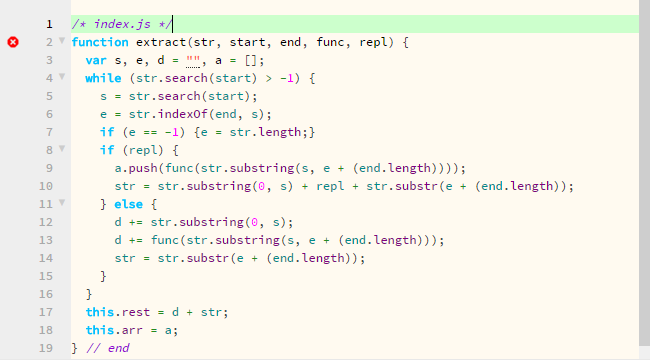 1 /* index.js */
2 function extract(str, start, end, func, repl) {
3 var s, e, d = "", a = [];
4 while (str.search(start) > -1) {
5 s = str.search(start);
6 e = str.indexOf(end, s);
7 if (e == -1) {e = str.length;}
8 if (repl) {
9 a.push(func(str.substring(s, e + (end.length))));
10 str = str.substring(0, s) + repl + str.substr(e + (end.length));
11 } else {
12 d += str.substring(0, s);
13 d += func(str.substring(s, e + (end.length)));
14 str = str.substr(e + (end.length));
15 }
16 }
17 this.rest = d + str;
18 this.arr = a;
19 } // end